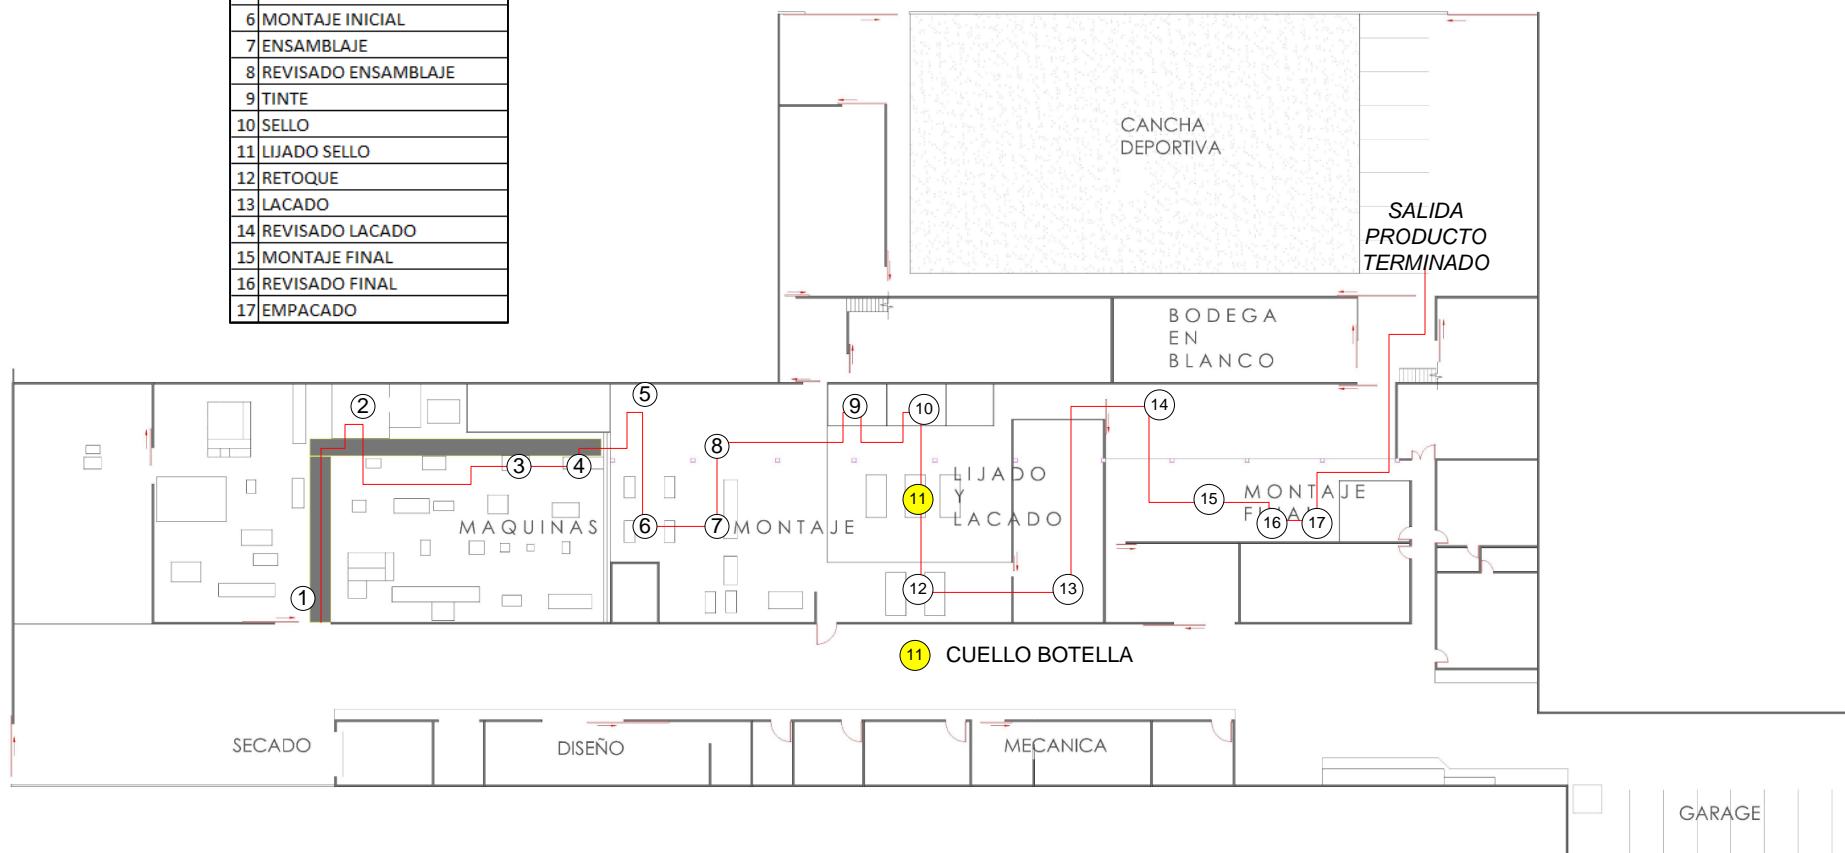 6 MONTAJE INICIAL
7 ENSAMBLAJE
8 REVISADO ENSAMBLAJE
9 TINTE
10 SELLO
11 LIJADO SELLO
12 RETOQUE
13 LACADO
14 REVISADO LACADO
15 MONTAJE FINAL
16 REVISADO FINAL
17 EMPACADO
CANCHA
DEPORTIVA
SALIDA
PRODUCTO
TERMINADO
BODEGA
EN
BLANCO
1
2
3
4
5
6
7
8
9
10
11
12
13
14
15
16
17
MAQUINAS
MONTAJE
LIJADO
Y
LACADO
MONTAJE
FINAL
11 CUELLO BOTELLA
SECADO
DISEÑO
MECANICA
GARAGE